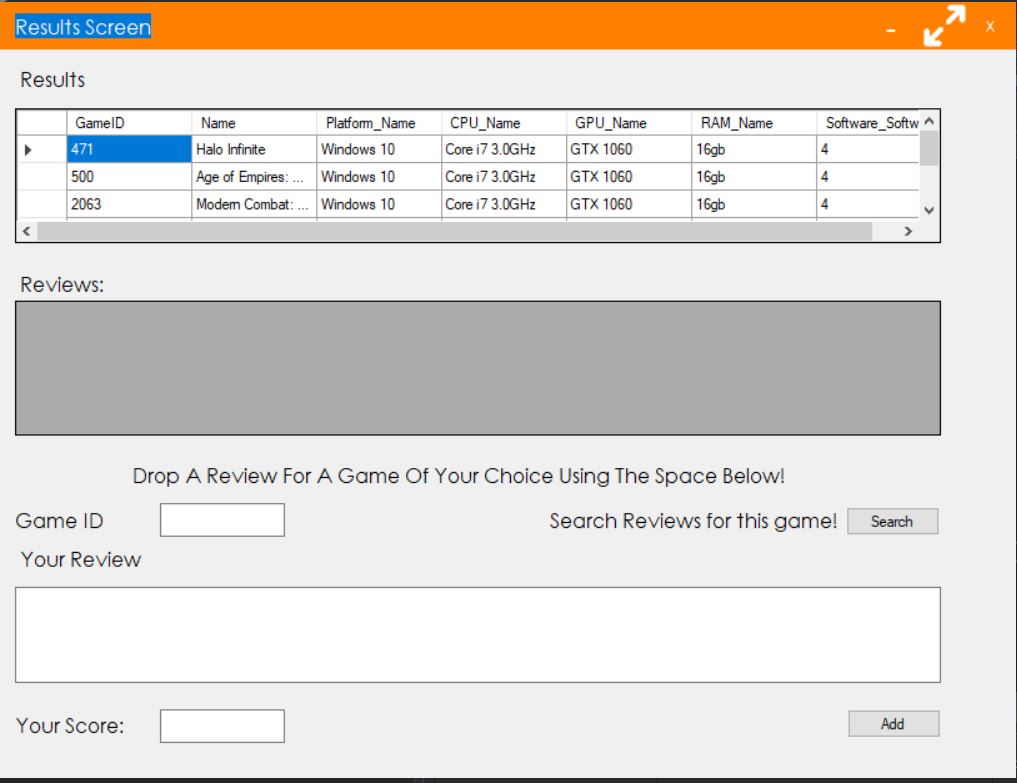 Results Screen
X
Results
GameID Name Platform_Name CPU_Name GPU_Name RAM_Name Software_Softw
471 Halo Infinite Windows 10 Core i7 3.0GHz GTX 1060 16gb 4
500 Age of Empires: ... Windows 10 Core i7 3.0GHz GTX 1060 16gb 4
2063 Modern Combat: ... Windows 10 Core i7 3.0GHz GTX 1060 16gb 4
Reviews:
Drop A Review For A Game Of Your Choice Using The Space Below!
Game ID Search Reviews for this game! Search
Your Review
Your Score: Add